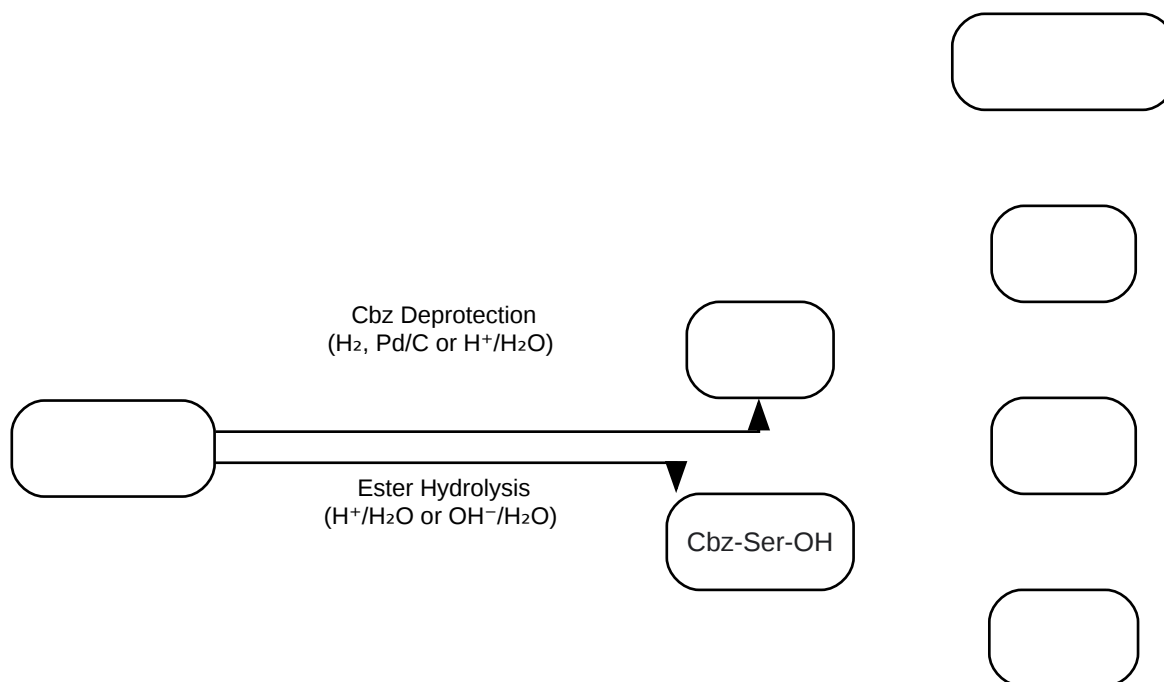 Cbz Deprotection
(H₂, Pd/C or H⁺/H₂O)
Ester Hydrolysis
(H⁺/H₂O or OH⁻/H₂O)
Cbz-Ser-OH